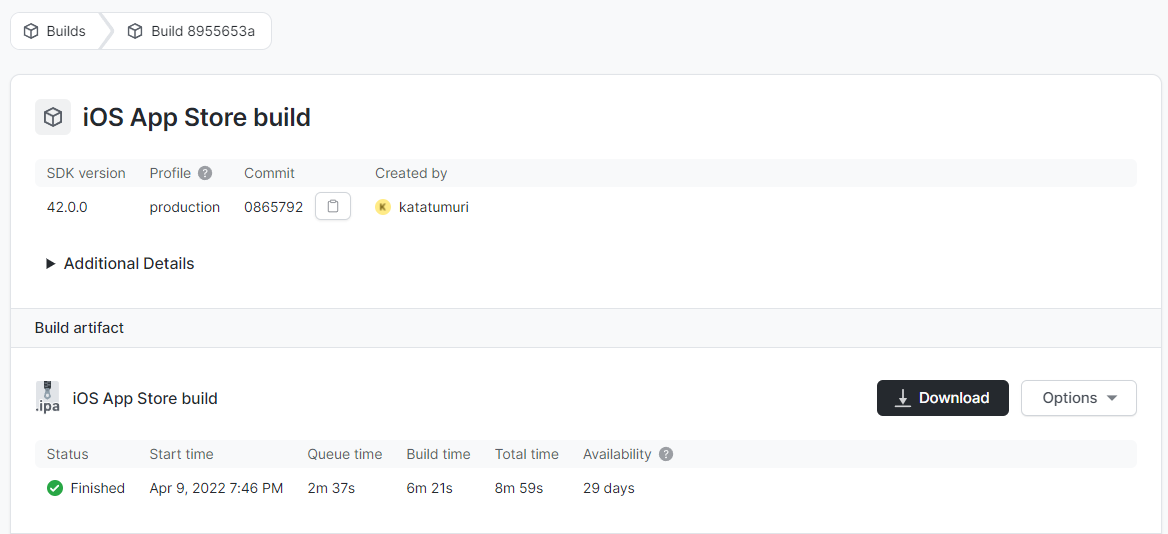 Builds Build 8955653a
iOS App Store build
SDK version Profile ? Commit Created by
42.0.0 production 0865792 K katatumuri
Additional Details
Build artifact
.ipa iOS App Store build Download Options
Status Start time Queue time Build time Total time Availability ?
Finished Apr 9, 2022 7:46 PM 2m 37s 6m 21s 8m 59s 29 days